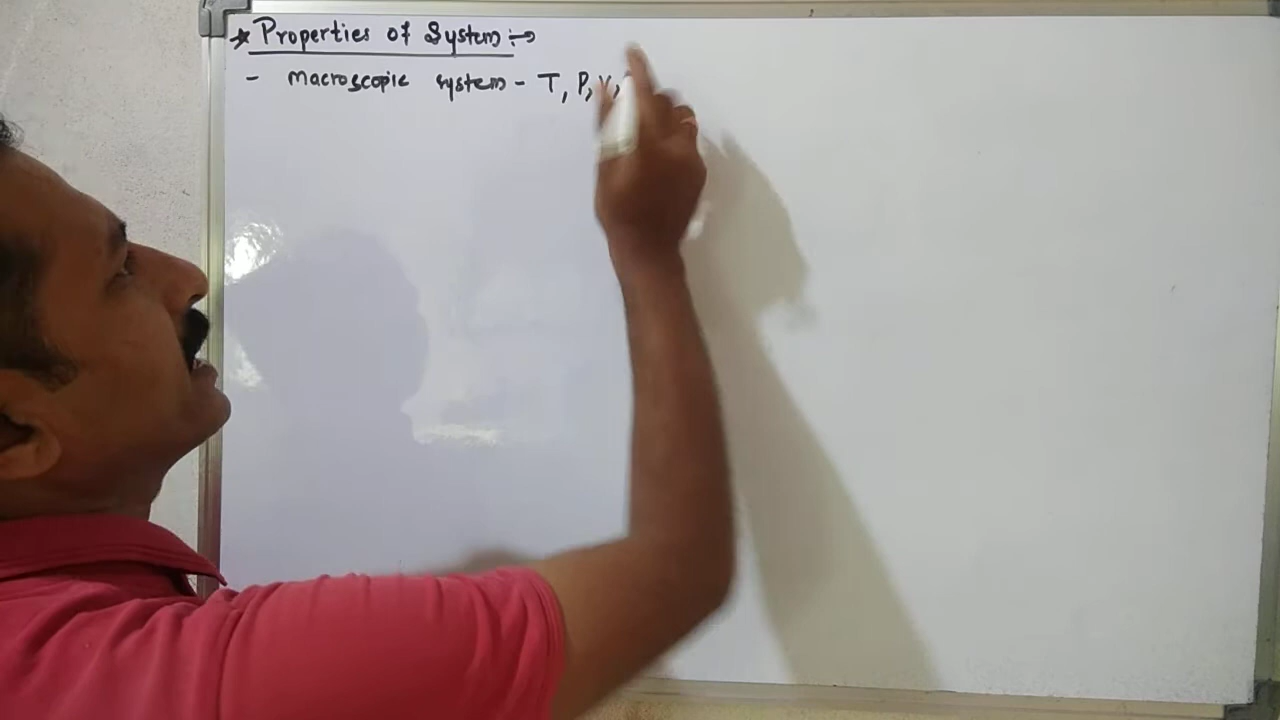 * Properties of System :→
- Macroscopic system - T, P, V,